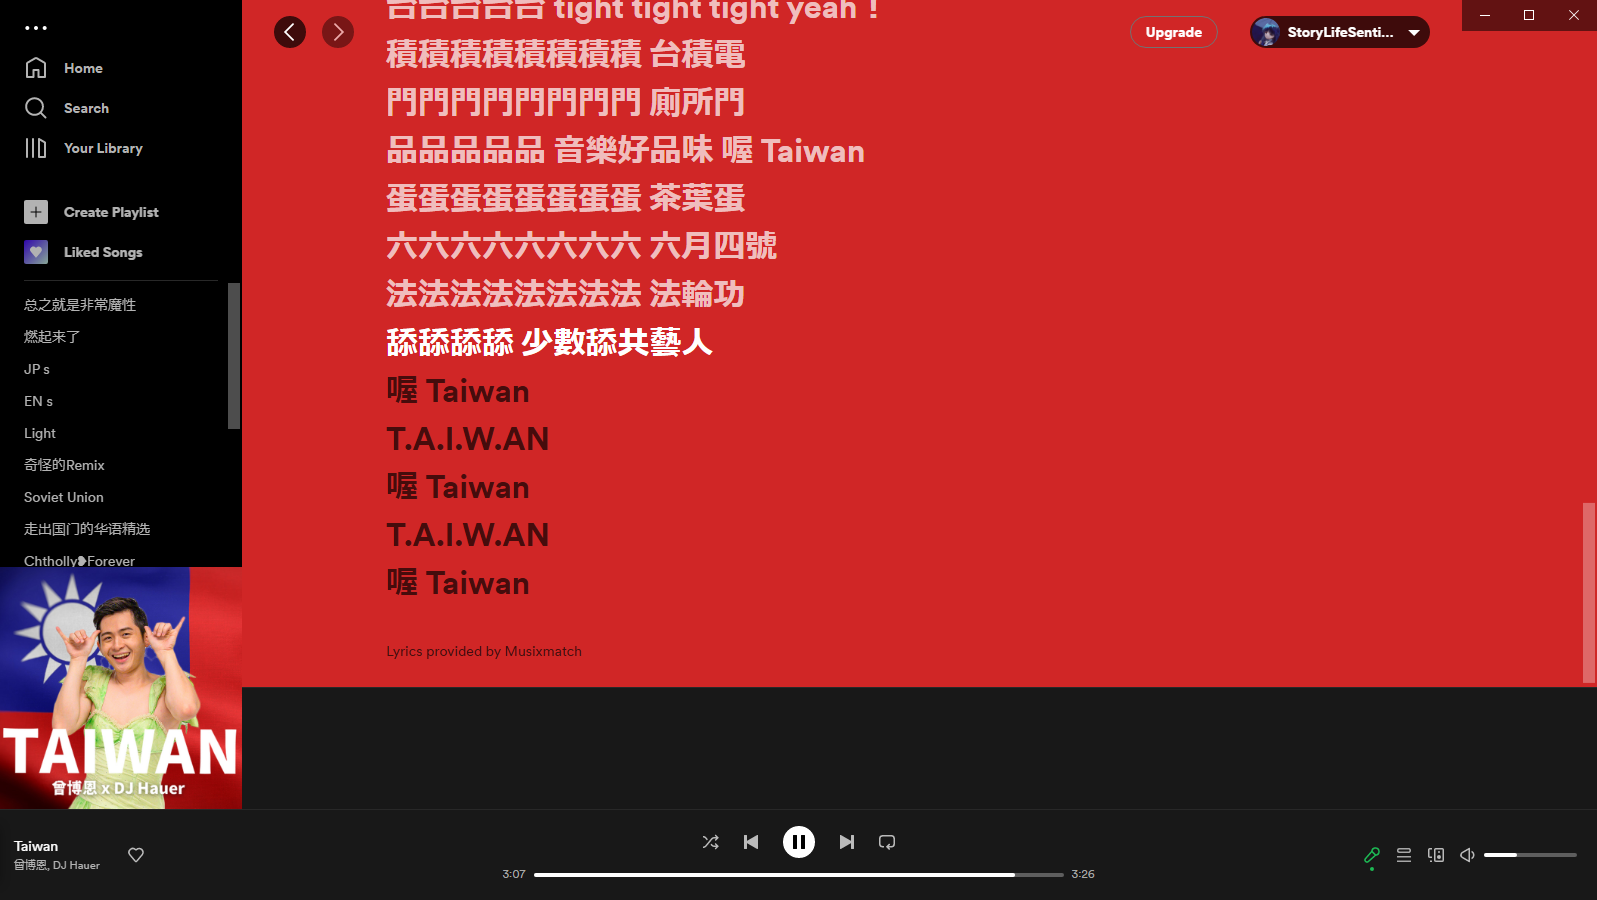 Home
Search
Your Library
Create Playlist
Liked Songs
总之就是非常魔性
燃起来了
JP s
EN s
Light
奇怪的Remix
Soviet Union
走出国门的华语精选
Chtholly❥Forever
TAIWAN
曾博恩 x DJ Hauer
Upgrade
StoryLifeSenti...
台台台台台 tight tight tight yeah！
積積積積積積積積 台積電
門門門門門門門門 廁所門
品品品品品 音樂好品味 喔 Taiwan
蛋蛋蛋蛋蛋蛋蛋蛋 茶葉蛋
六六六六六六六六 六月四號
法法法法法法法法 法輪功
舔舔舔舔 少數舔共藝人
喔 Taiwan
T.A.I.W.AN
喔 Taiwan
T.A.I.W.AN
喔 Taiwan
Lyrics provided by Musixmatch
Taiwan
曾博恩, DJ Hauer
3:07
3:26